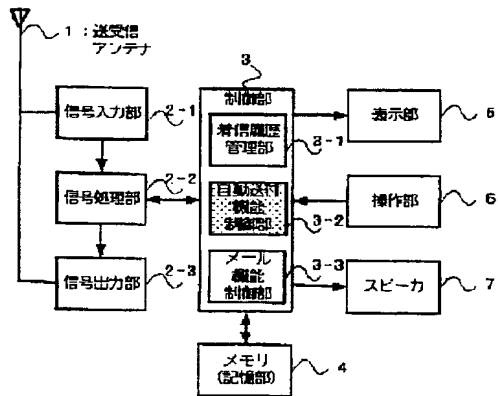 1 : 送受信
アンテナ
3
制御部
信号入力部
2-1
着信履歴
管理部
3-1
表示部
5
信号処理部
2-2
自動送付
機能
制御部
3-2
操作部
6
信号出力部
2-3
メール
機能
制御部
3-3
スピーカ
7
メモリ
(記憶部)
4